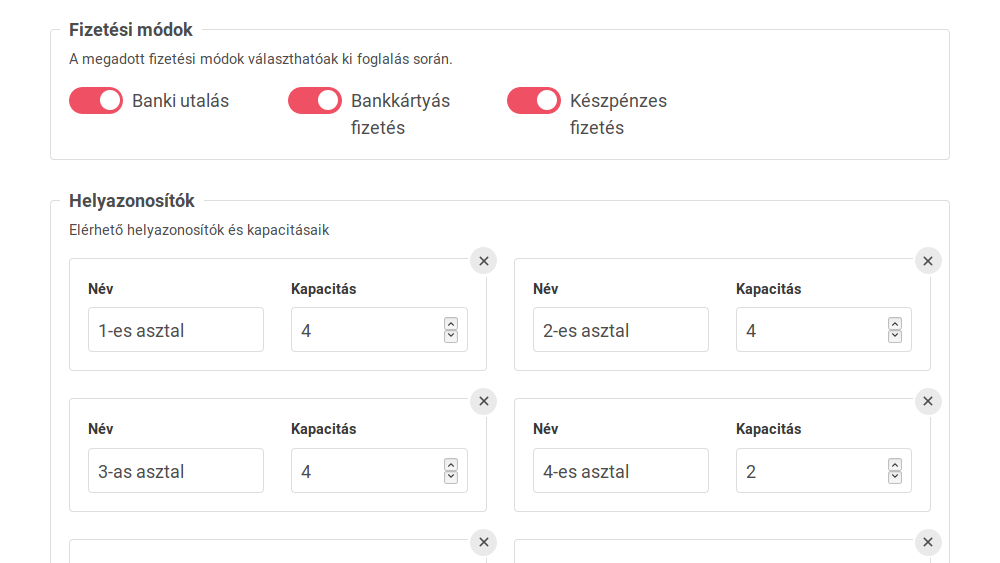 Fizetési módok
A megadott fizetési módok választhatóak ki foglalás során.
Banki utalás
Bankkártyás
fizetés
Készpénzes
fizetés
Helyazonosítók
Elérhető helyazonosítók és kapacitásaik
Név Kapacitás
1-es asztal 4
Név Kapacitás
2-es asztal 4
Név Kapacitás
3-as asztal 4
Név Kapacitás
4-es asztal 2